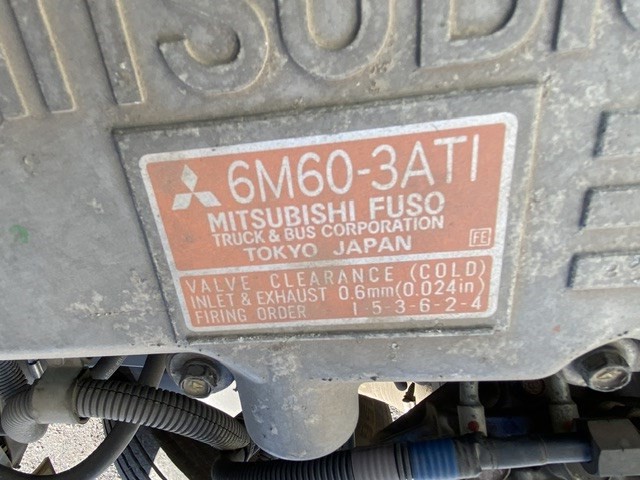 6M60-3AT1
MITSUBISHI FUSO
TRUCK & BUS CORPORATION
TOKYO JAPAN
FE
VALVE CLEARANCE (COLD)
INLET & EXHAUST 0.6mm(0.024in)
FIRING ORDER 1-5-3-6-2-4